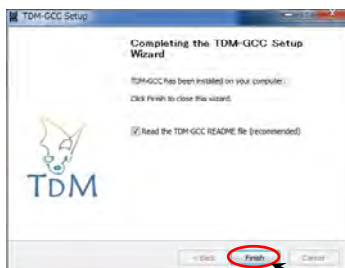 TDM-GCC Setup
Completing the TDM-GCC Setup
Wizard
TDM-GCC has been installed on your computer.
Click Finish to close this wizard.
Read the TDM-GCC README file (recommended)
TDM
< Back
Finish
Cancel